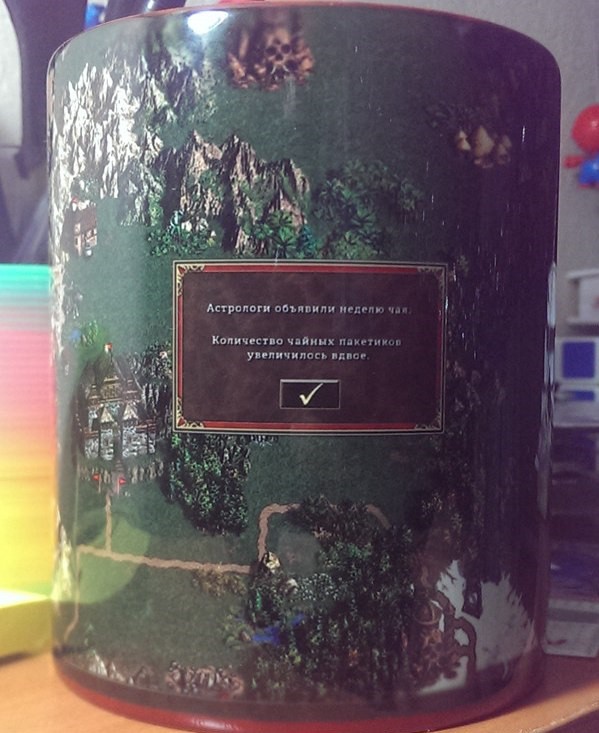 Астрологи объявили неделю чая.
Количество чайных пакетиков
увеличилось вдвое.